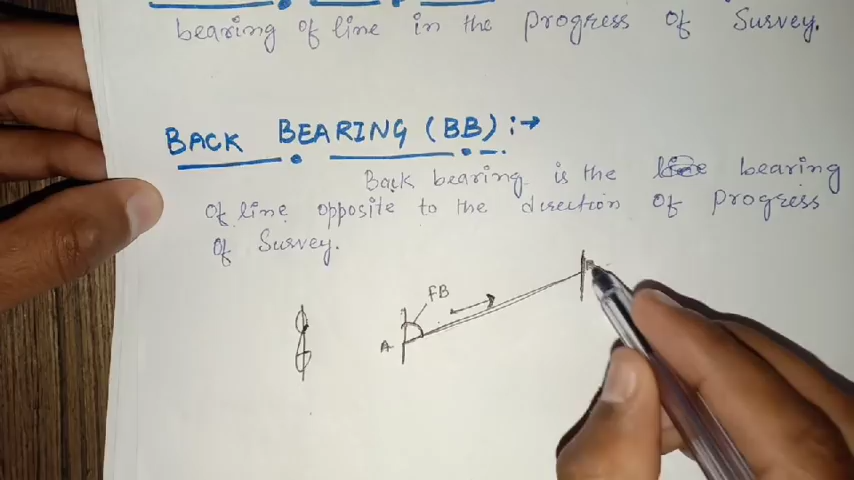 bearing of line in the progress of Survey.
BACK BEARING (BB) :→
Back bearing is the bearing
of line opposite to the direction of progress
of Survey.
FB
A